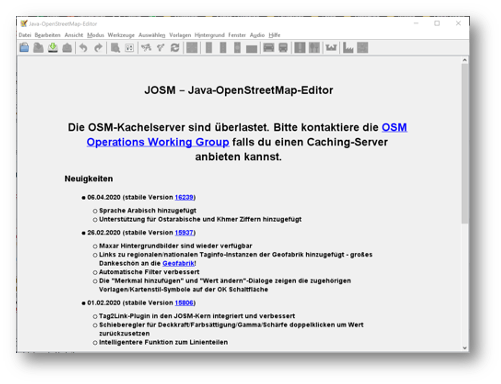 Java-OpenStreetMap-Editor
Datei Bearbeiten Ansicht Modus Werkzeuge Auswählen Vorlagen Hintergrund Fenster Audio Hilfe
JOSM – Java-OpenStreetMap-Editor
Die OSM-Kachelserver sind überlastet. Bitte kontaktiere die OSM
Operations Working Group falls du einen Caching-Server
anbieten kannst.
Neuigkeiten
● 06.04.2020 (stabile Version 16239)
○ Sprache Arabisch hinzugefügt
○ Unterstützung für Ostarabische und Khmer Ziffern hinzugefügt
● 26.02.2020 (stabile Version 15937)
○ Maxar Hintergrundbilder sind wieder verfügbar
○ Links zu regionalen/nationalen Taginfo-Instanzen der Geofabrik hinzugefügt - großes
Dankeschön an die Geofabrik!
○ Automatische Filter verbessert
○ Die "Merkmal hinzufügen" und "Wert ändern"-Dialoge zeigen die zugehörigen
Vorlagen/Kartenstil-Symbole auf der OK Schaltfläche
● 01.02.2020 (stabile Version 15806)
○ Tag2Link-Plugin in den JOSM-Kern integriert und verbessert
○ Schieberegler für Deckkraft/Farbsättigung/Gamma/Schärfe doppelklicken um Wert
zurückzusetzen
○ Intelligentere Funktion zum Linienteilen